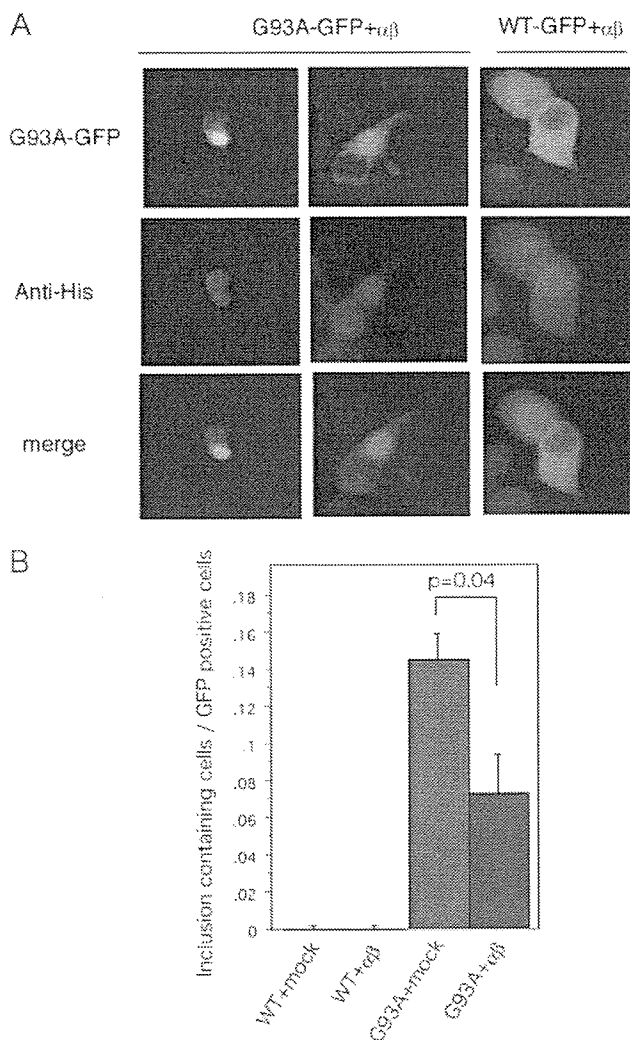 A
G93A-GFP+αβ
WT-GFP+αβ
G93A-GFP
Anti-His
merge
B
p=0.04
Inclusion containing cells / GFP positive cells
.18
.16
.14
.12
.1
.08
.06
.04
.02
0
WT+mock
WT+αβ
G93A+mock
G93A+αβ